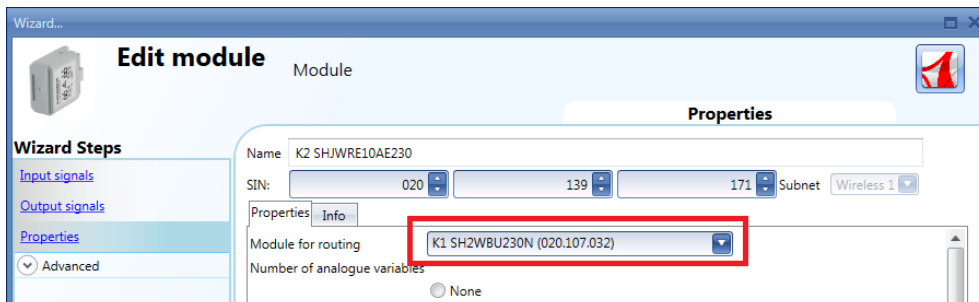 Wizard...
Edit module
Module
Properties
Wizard Steps
Name K2 SHJWRE10AE230
Input signals
SIN: 020 139 171 Subnet Wireless 1
Output signals
Properties Info
Properties
Module for routing K1 SH2WBU230N (020.107.032)
Advanced
Number of analogue variables
None